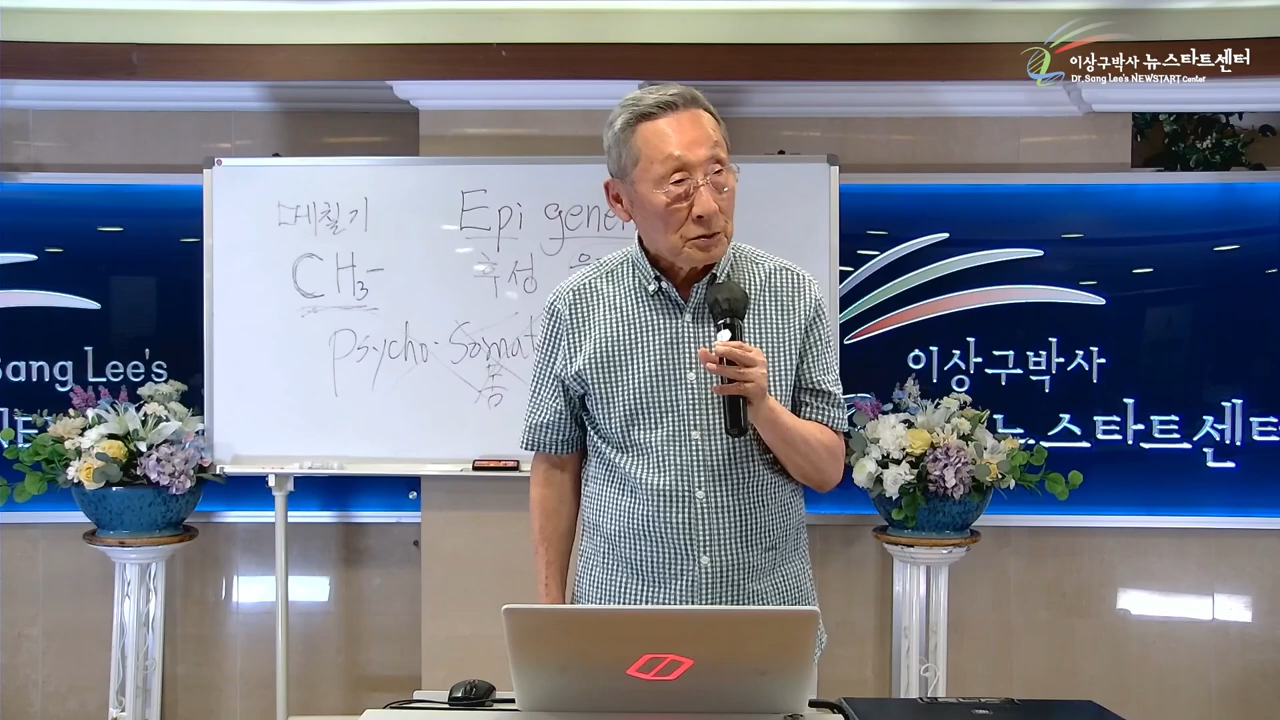 이상구박사 뉴스타트센터
Dr. Sang Lee's NEWSTART Center
메칠기
Epi gene
CH3-
후성
Psycho-Somat
몸
Sang Lee's
이상구박사
뉴스타트센터